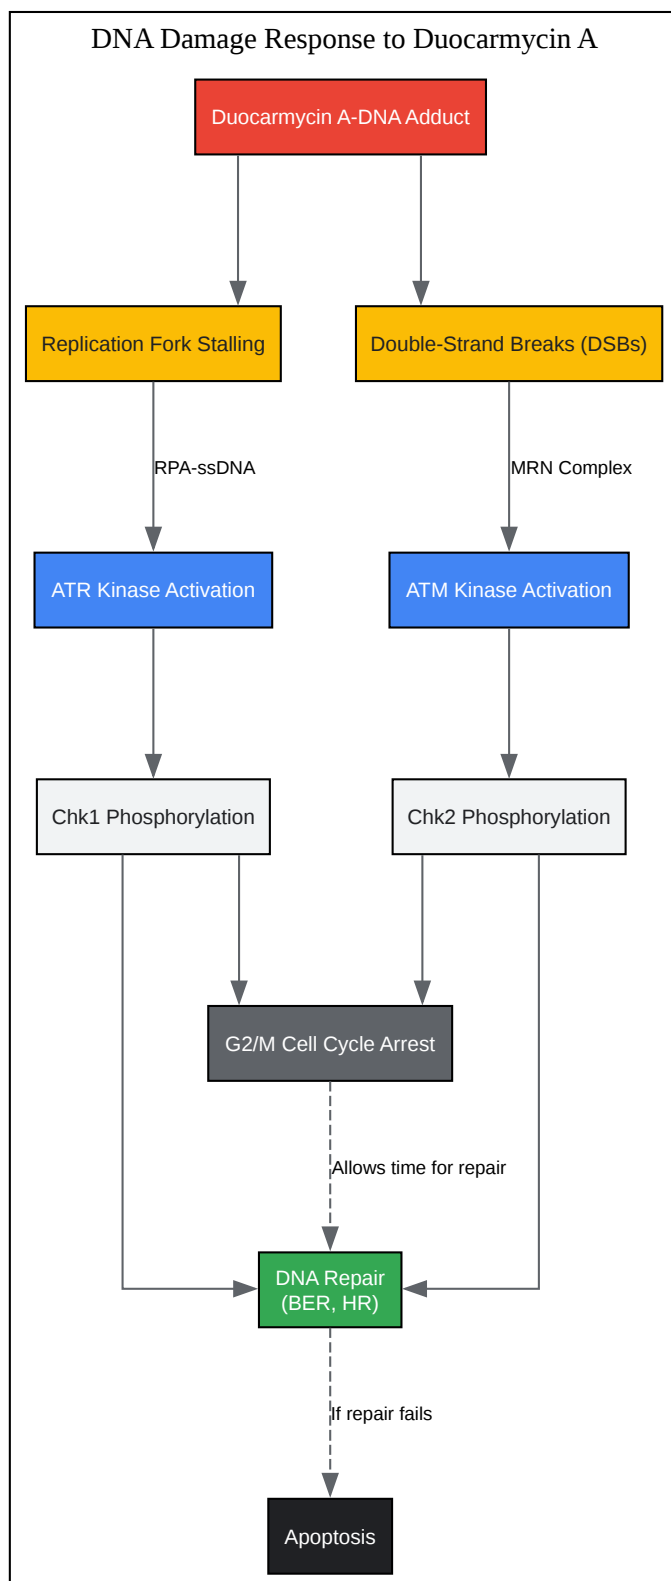 DNA Damage Response to Duocarmycin A
Duocarmycin A-DNA Adduct
Replication Fork Stalling
Double-Strand Breaks (DSBs)
RPA-ssDNA
MRN Complex
ATR Kinase Activation
ATM Kinase Activation
Chk1 Phosphorylation
Chk2 Phosphorylation
G2/M Cell Cycle Arrest
Allows time for repair
DNA Repair
(BER, HR)
If repair fails
Apoptosis